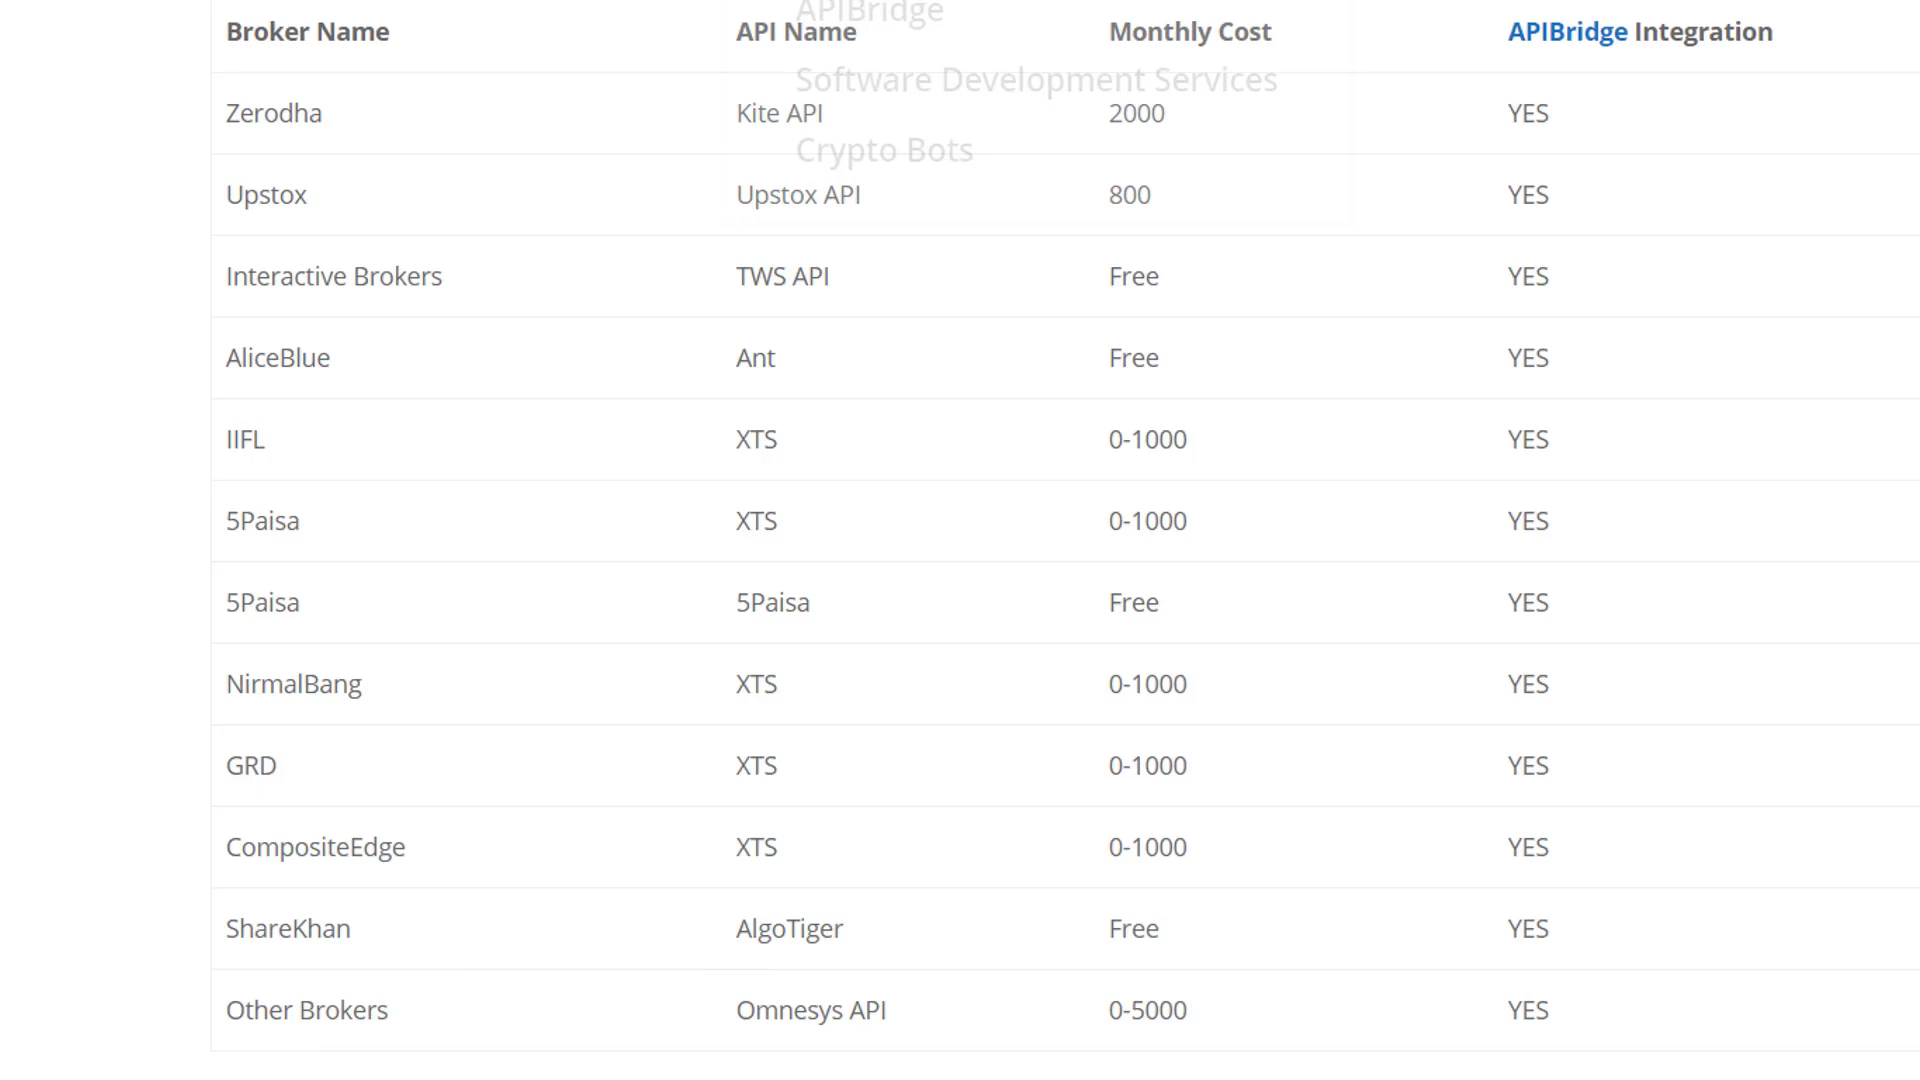 APIBridge
Broker Name API Name Monthly Cost APIBridge Integration
Software Development Services
Zerodha Kite API 2000 YES
Crypto Bots
Upstox Upstox API 800 YES
Interactive Brokers TWS API Free YES
AliceBlue Ant Free YES
IIFL XTS 0-1000 YES
5Paisa XTS 0-1000 YES
5Paisa 5Paisa Free YES
NirmalBang XTS 0-1000 YES
GRD XTS 0-1000 YES
CompositeEdge XTS 0-1000 YES
ShareKhan AlgoTiger Free YES
Other Brokers Omnesys API 0-5000 YES